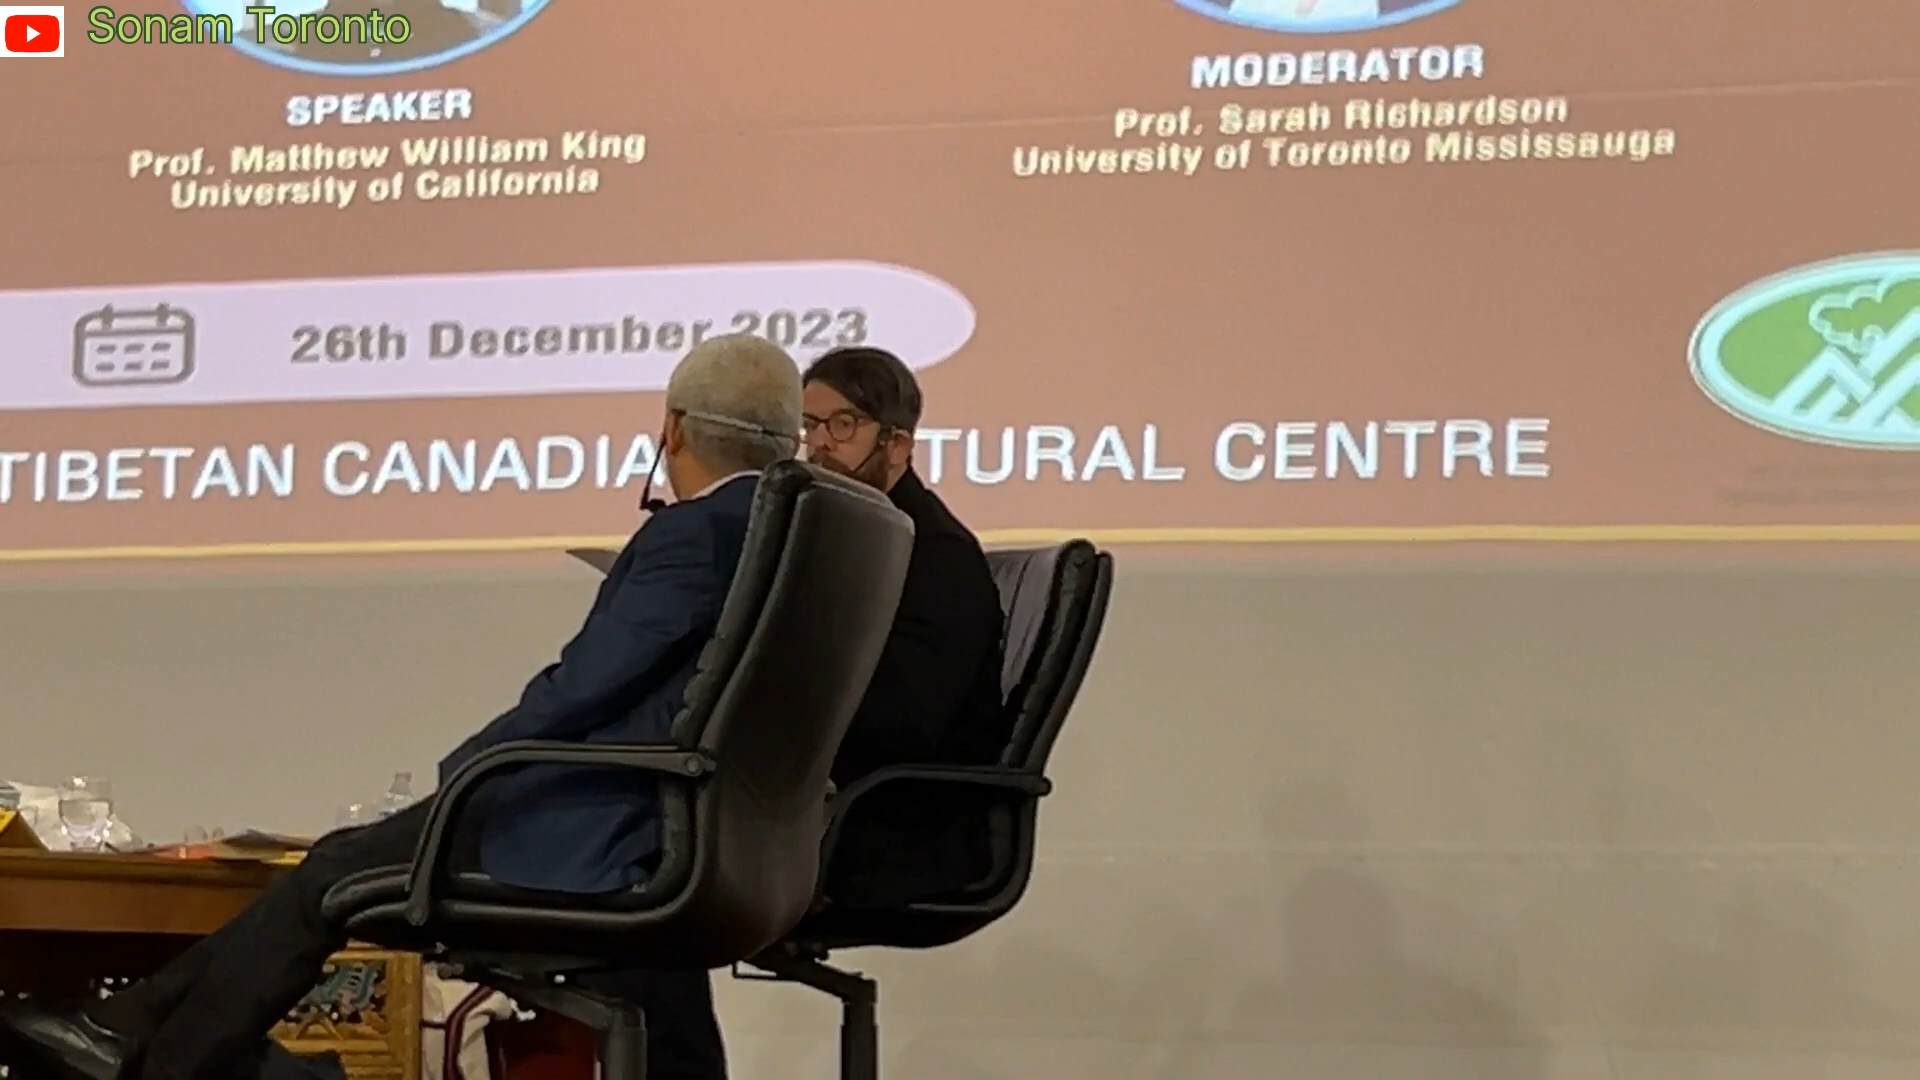 Sonam Toronto
SPEAKER
Prof. Matthew William King
University of California
MODERATOR
Prof. Sarah Richardson
University of Toronto Mississauga
26th December 2023
TIBETAN CANADIA TURAL CENTRE